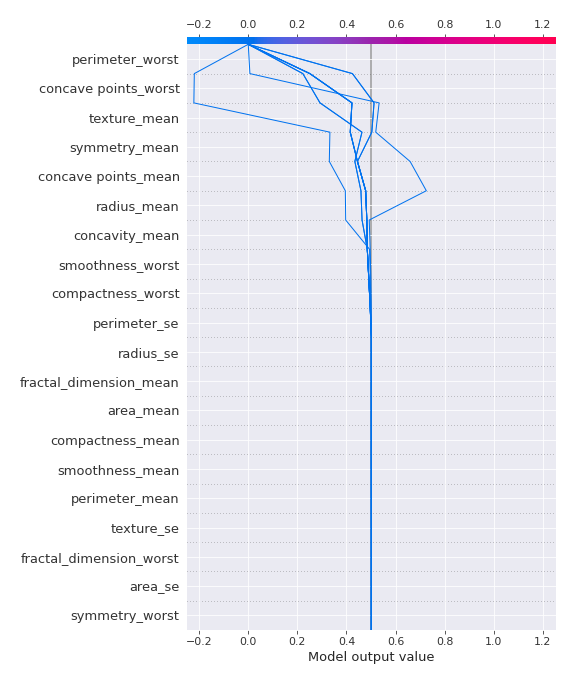 −0.2 0.0 0.2 0.4 0.6 0.8 1.0 1.2
perimeter_worst
concave points_worst
texture_mean
symmetry_mean
concave points_mean
radius_mean
concavity_mean
smoothness_worst
compactness_worst
perimeter_se
radius_se
fractal_dimension_mean
area_mean
compactness_mean
smoothness_mean
perimeter_mean
texture_se
fractal_dimension_worst
area_se
symmetry_worst
−0.2 0.0 0.2 0.4 0.6 0.8 1.0 1.2
Model output value